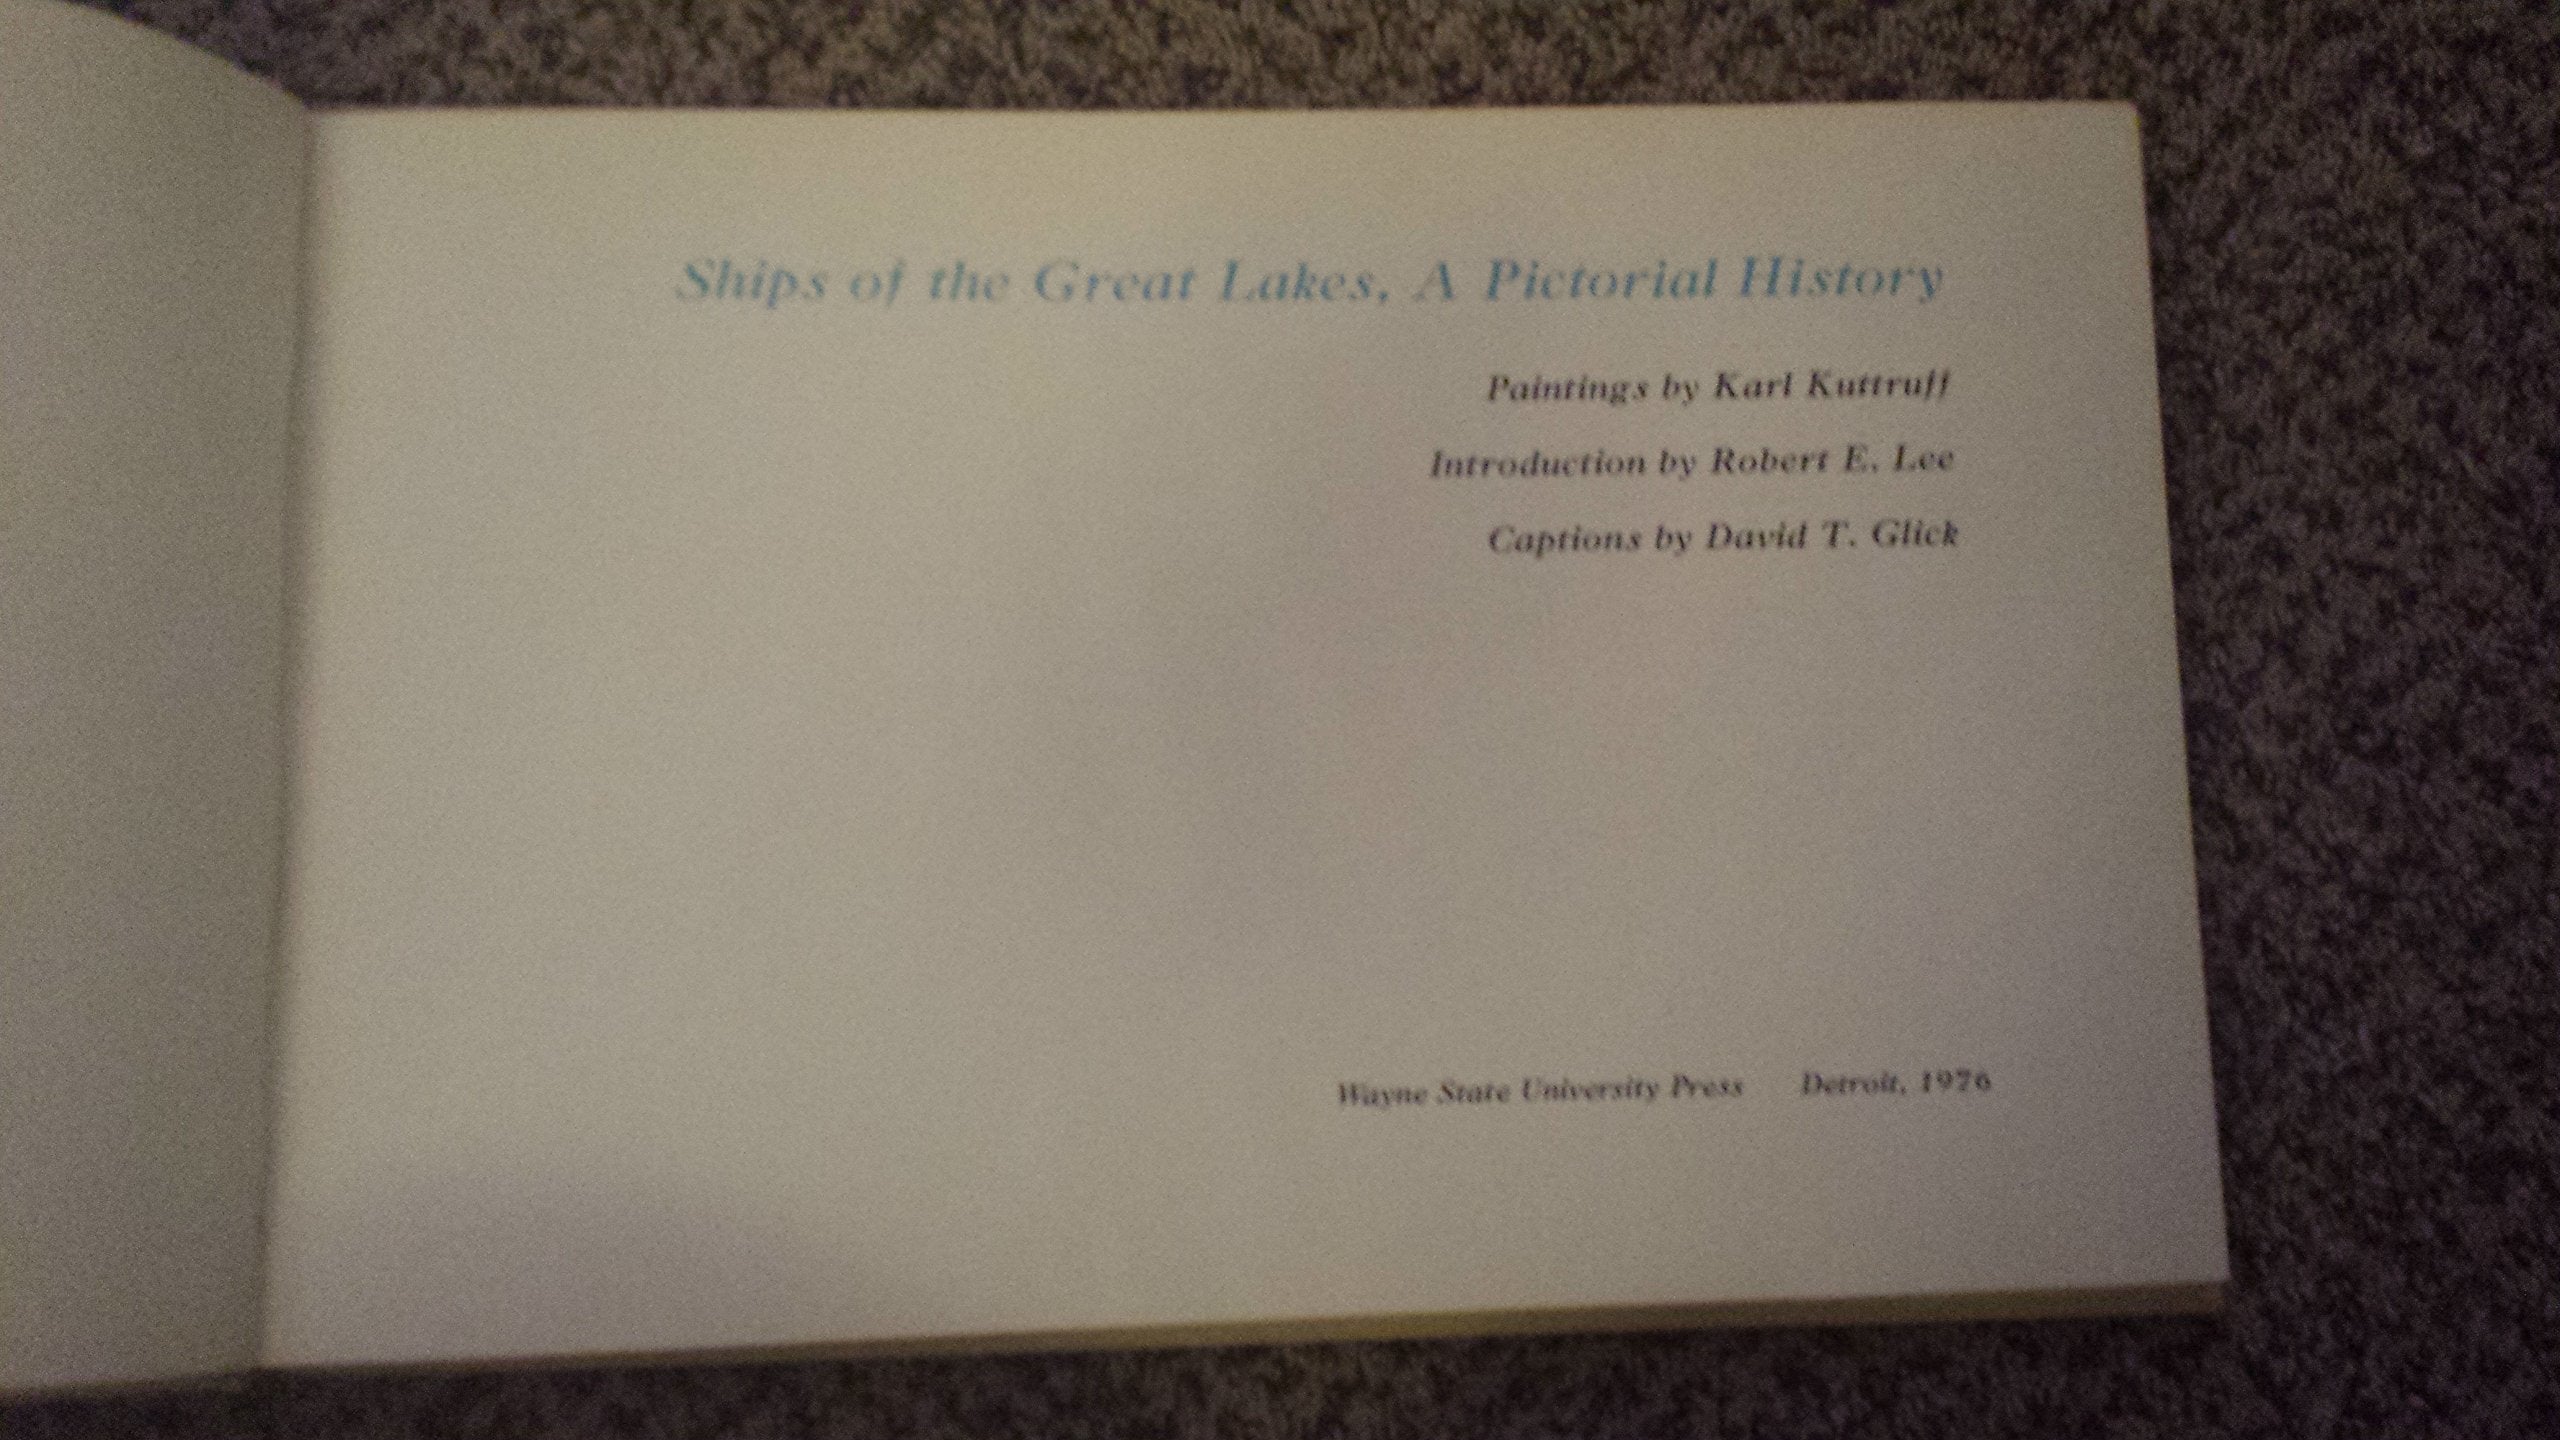 Ships of the Great Lakes, A Pictorial History
Paintings by Karl Kuttruff
Introduction by Robert E. Lee
Captions by David T. Glick
Wayne State University Press Detroit, 1976